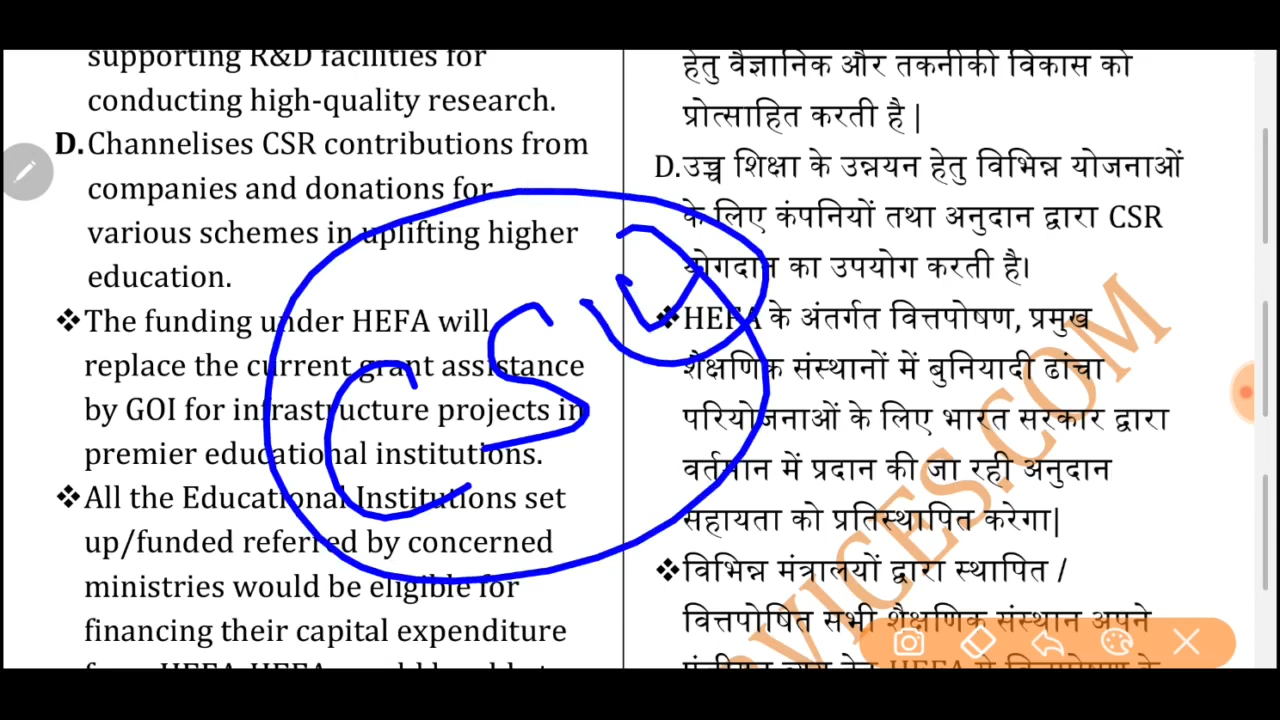 supporting R&D facilities for
conducting high-quality research.
D. Channelises CSR contributions from
companies and donations for
various schemes in uplifting higher
education.
❖ The funding under HEFA will
replace the current grant assistance
by GOI for infrastructure projects in
premier educational institutions.
❖ All the Educational Institutions set
up/funded referred by concerned
ministries would be eligible for
financing their capital expenditure
हेतु वैज्ञानिक और तकनीकी विकास को
प्रोत्साहित करती है |
D. उच्च शिक्षा के उन्नयन हेतु विभिन्न योजनाओं
के लिए कंपनियों तथा अनुदान द्वारा CSR
योगदान का उपयोग करती है।
❖ HEFA के अंतर्गत वित्तपोषण, प्रमुख
शैक्षणिक संस्थानों में बुनियादी ढांचा
परियोजनाओं के लिए भारत सरकार द्वारा
वर्तमान में प्रदान की जा रही अनुदान
सहायता को प्रतिस्थापित करेगा|
❖ विभिन्न मंत्रालयों द्वारा स्थापित /
वित्तपोषित सभी शैक्षणिक संस्थान अपने
VICES.COM